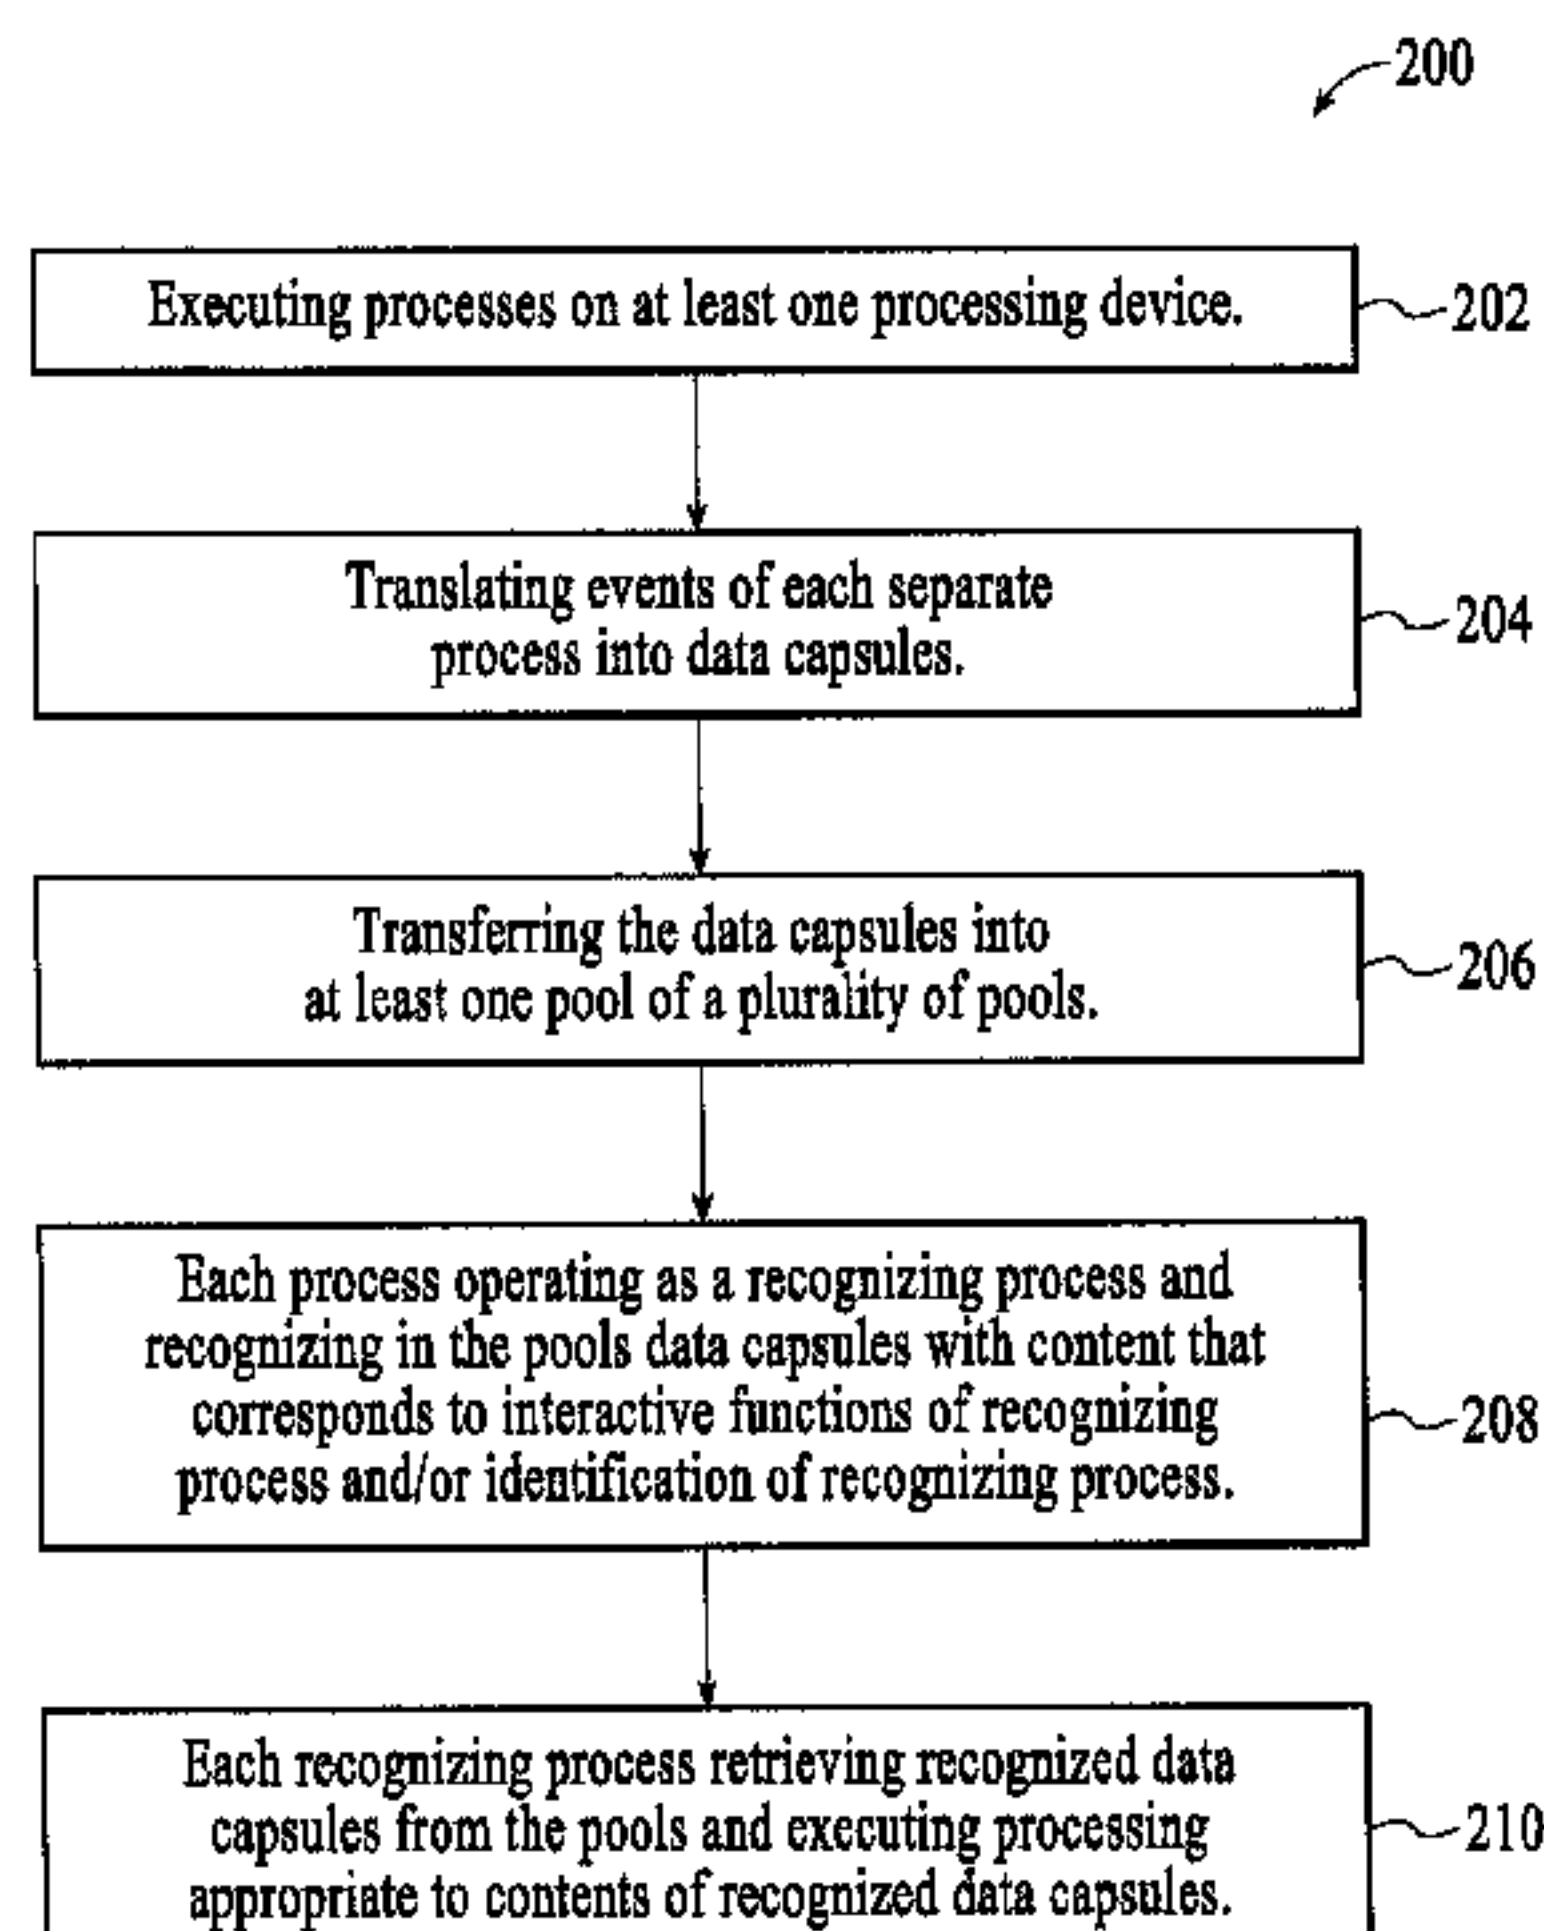 200
Executing processes on at least one processing device.
202
Translating events of each separate
process into data capsules.
204
Transferring the data capsules into
at least one pool of a plurality of pools.
206
Each process operating as a recognizing process and
recognizing in the pools data capsules with content that
corresponds to interactive functions of recognizing
process and/or identification of recognizing process.
208
Each recognizing process retrieving recognized data
capsules from the pools and executing processing
appropriate to contents of recognized data capsules.
210